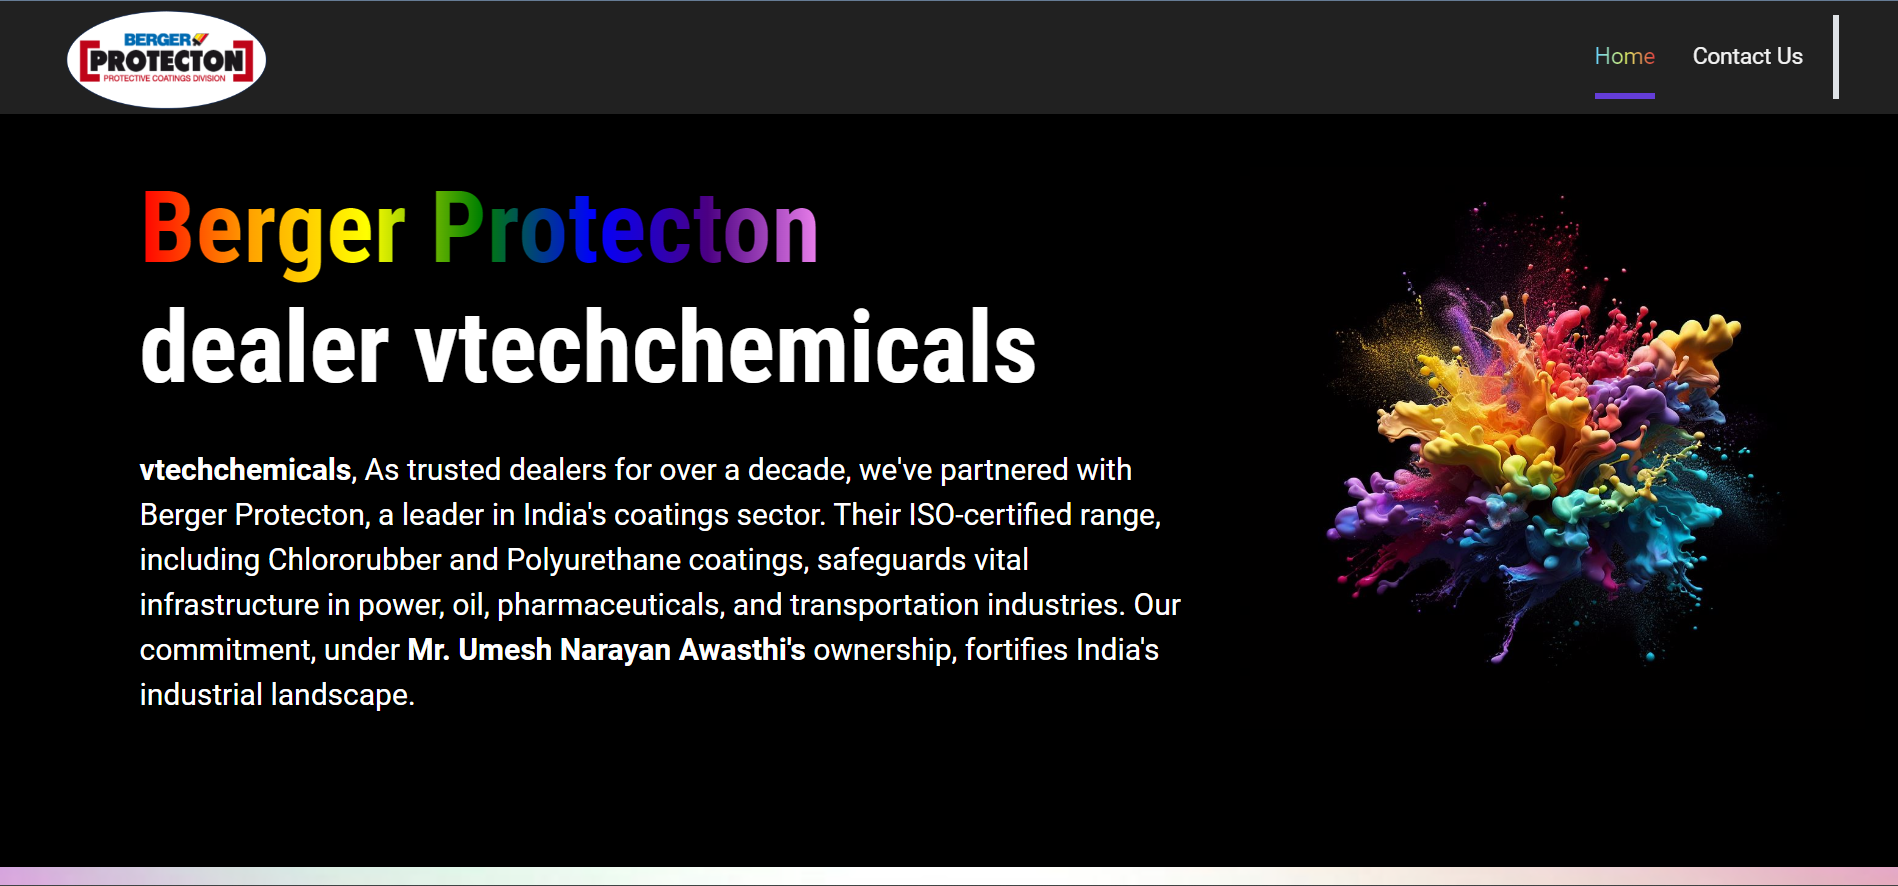 BERGER
PROTECTON
PROTECTIVE COATINGS DIVISION
Home
Contact Us
Berger Protecton
dealer vtechchemicals
vtechchemicals, As trusted dealers for over a decade, we've partnered with
Berger Protecton, a leader in India's coatings sector. Their ISO-certified range,
including Chlororubber and Polyurethane coatings, safeguards vital
infrastructure in power, oil, pharmaceuticals, and transportation industries. Our
commitment, under Mr. Umesh Narayan Awasthi's ownership, fortifies India's
industrial landscape.